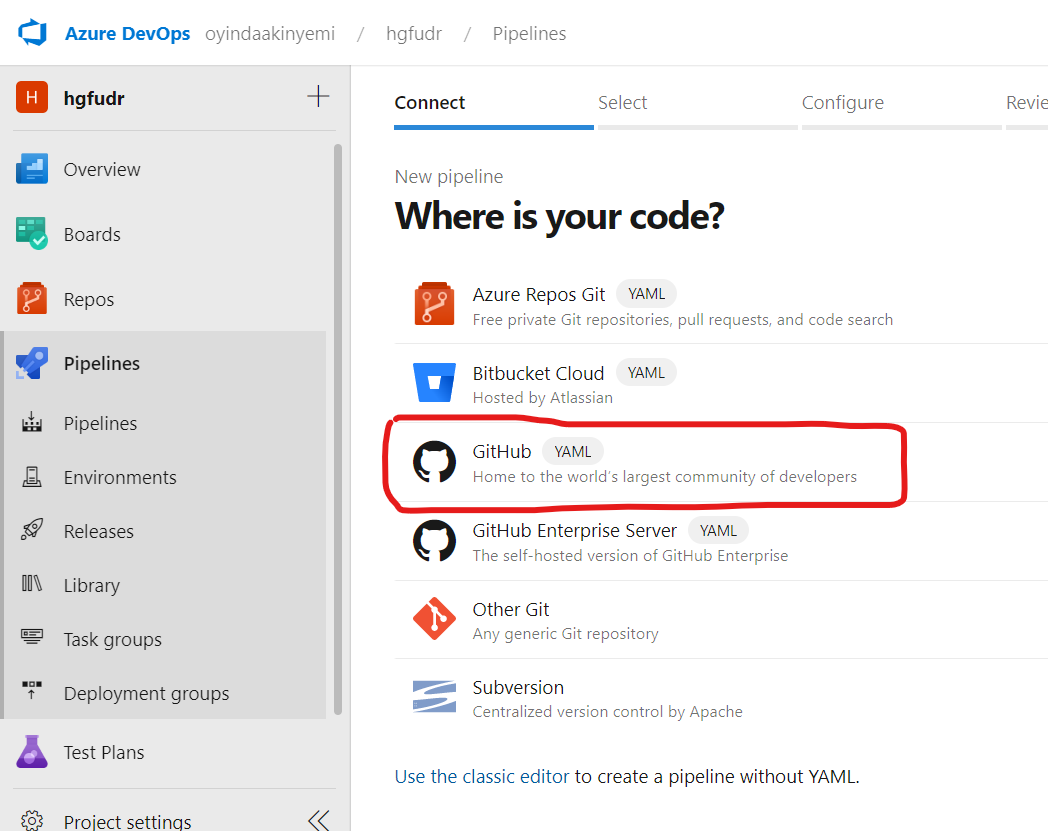 Azure DevOps oyindaakinyemi / hgfudr / Pipelines
H hgfudr
Overview
Boards
Repos
Pipelines
Pipelines
Environments
Releases
Library
Task groups
Deployment groups
Test Plans
Project settings
Connect Select Configure Revie
New pipeline
Where is your code?
Azure Repos Git YAML
Free private Git repositories, pull requests, and code search
Bitbucket Cloud YAML
Hosted by Atlassian
GitHub YAML
Home to the world's largest community of developers
GitHub Enterprise Server YAML
The self-hosted version of GitHub Enterprise
Other Git
Any generic Git repository
Subversion
Centralized version control by Apache
Use the classic editor to create a pipeline without YAML.